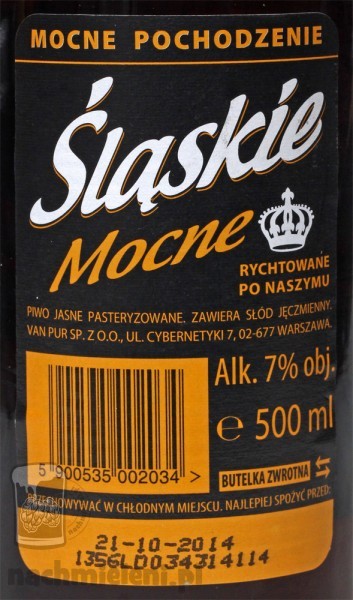 MOCNE POCHODZENIE
Śląskie
Mocne
RYCHTOWANE
PO NASZYMU
PIWO JASNE PASTERYZOWANE. ZAWIERA SŁÓD JĘCZMIENNY.
VAN PUR SP. Z O.O., UL. CYBERNETYKI 7, 02-677 WARSZAWA.
Alk. 7% obj.
℮ 500 ml
5 900535 002034 >
BUTELKA ZWROTNA
PRZECHOWYWAĆ W CHŁODNYM MIEJSCU. NAJLEPIEJ SPOŻYĆ PRZED:
21-10-2014
1356LD034314114
nachmieleni.pl